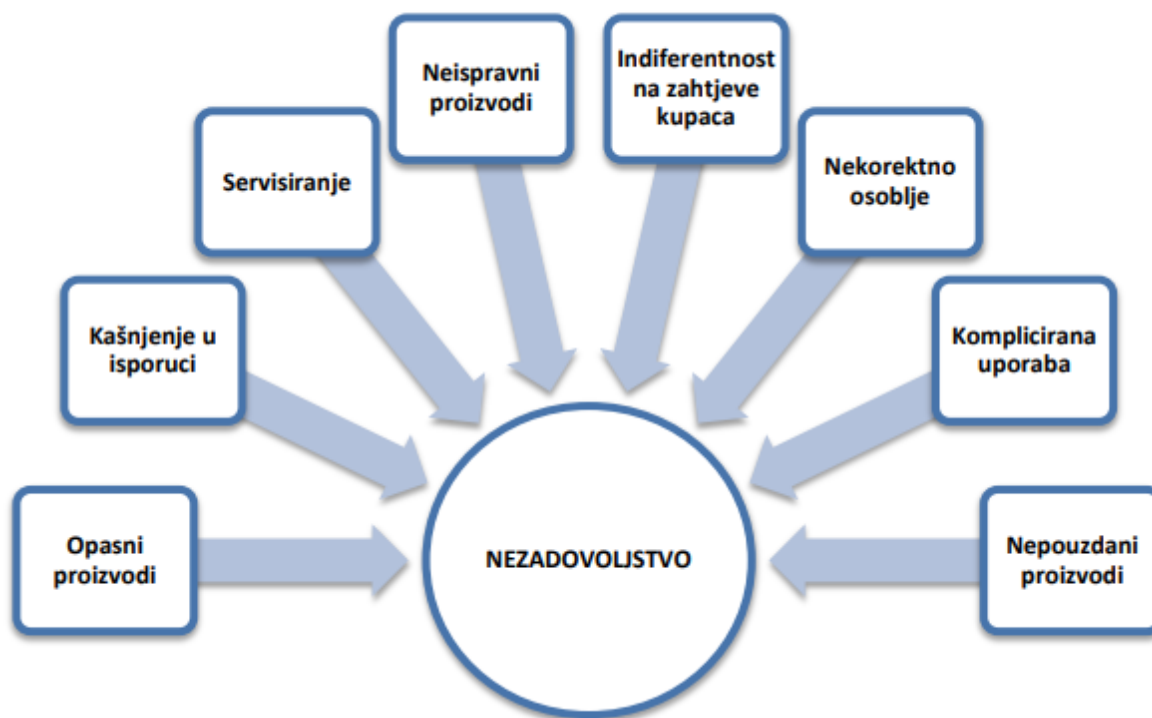 Opasni
proizvodi
Kašnjenje u
isporuci
Servisiranje
Neispravni
proizvodi
Indiferentnost
na zahtjeve
kupaca
Nekorektno
osoblje
Komplicirana
uporaba
Nepouzdani
proizvodi
NEZADOVOLJSTVO